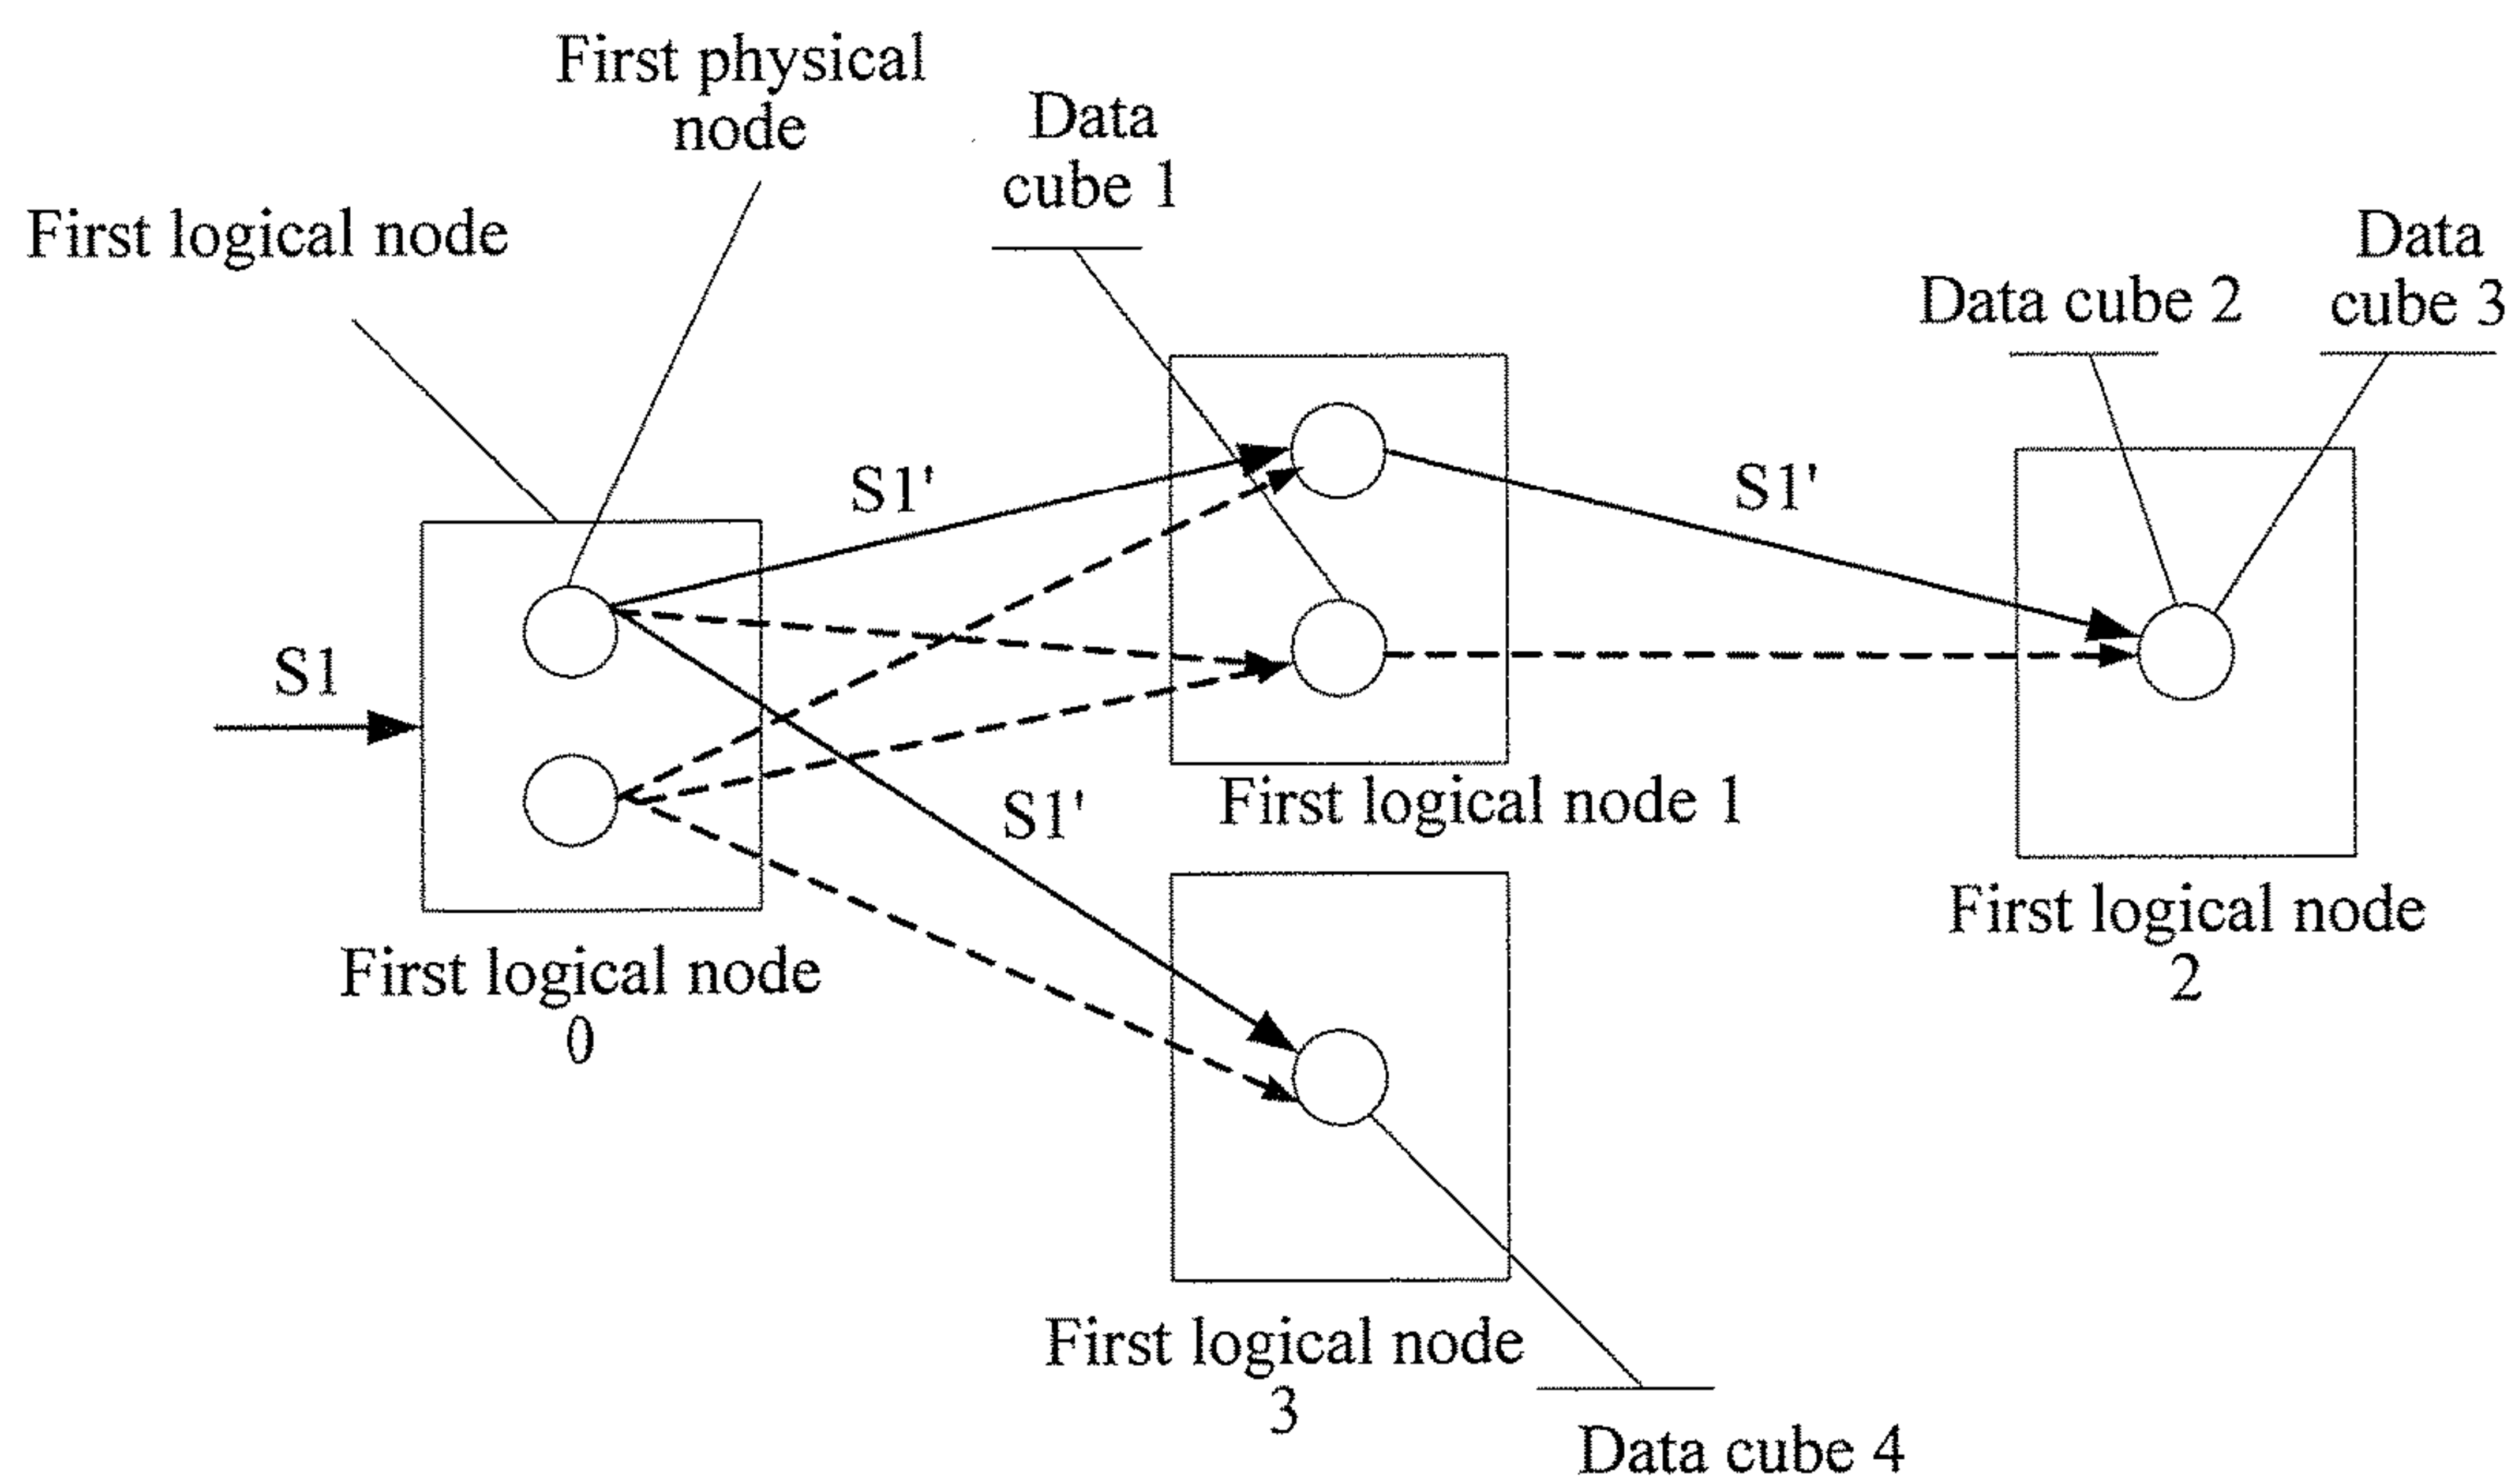 First physical
node
Data
cube 1
First logical node
Data
cube 3
Data cube 2
S1'
S1'
S1
S1'
First logical node 1
First logical node
2
First logical node
0
First logical node
3
Data cube 4